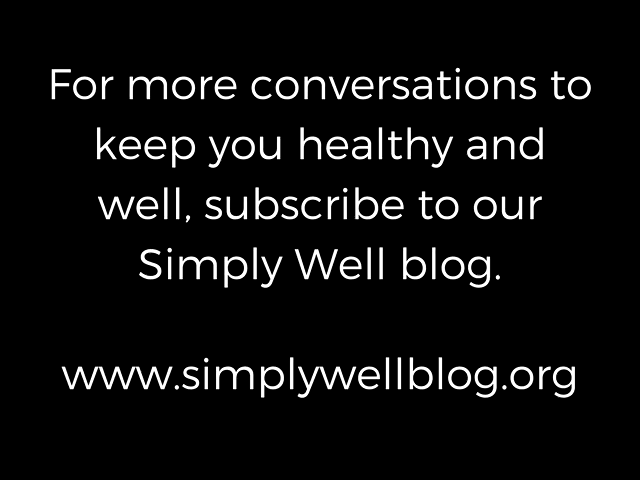 For more conversations to
keep you healthy and
well, subscribe to our
Simply Well blog.
www.simplywellblog.org